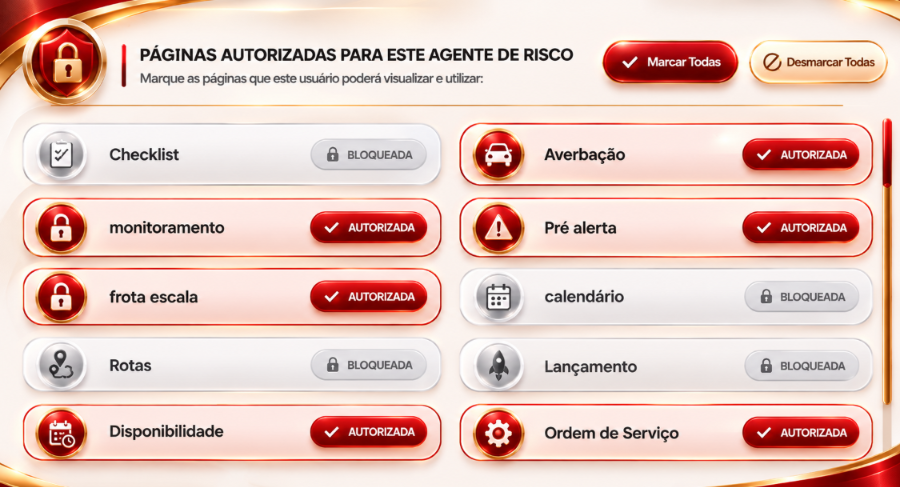 PÁGINAS AUTORIZADAS PARA ESTE AGENTE DE RISCO
Marque as páginas que este usuário poderá visualizar e utilizar:
Marcar Todas
Desmarcar Todas
Checklist
BLOQUEADA
Averbação
AUTORIZADA
monitoramento
AUTORIZADA
Pré alerta
AUTORIZADA
frota escala
AUTORIZADA
calendário
BLOQUEADA
Rotas
BLOQUEADA
Lançamento
BLOQUEADA
Disponibilidade
AUTORIZADA
Ordem de Serviço
AUTORIZADA